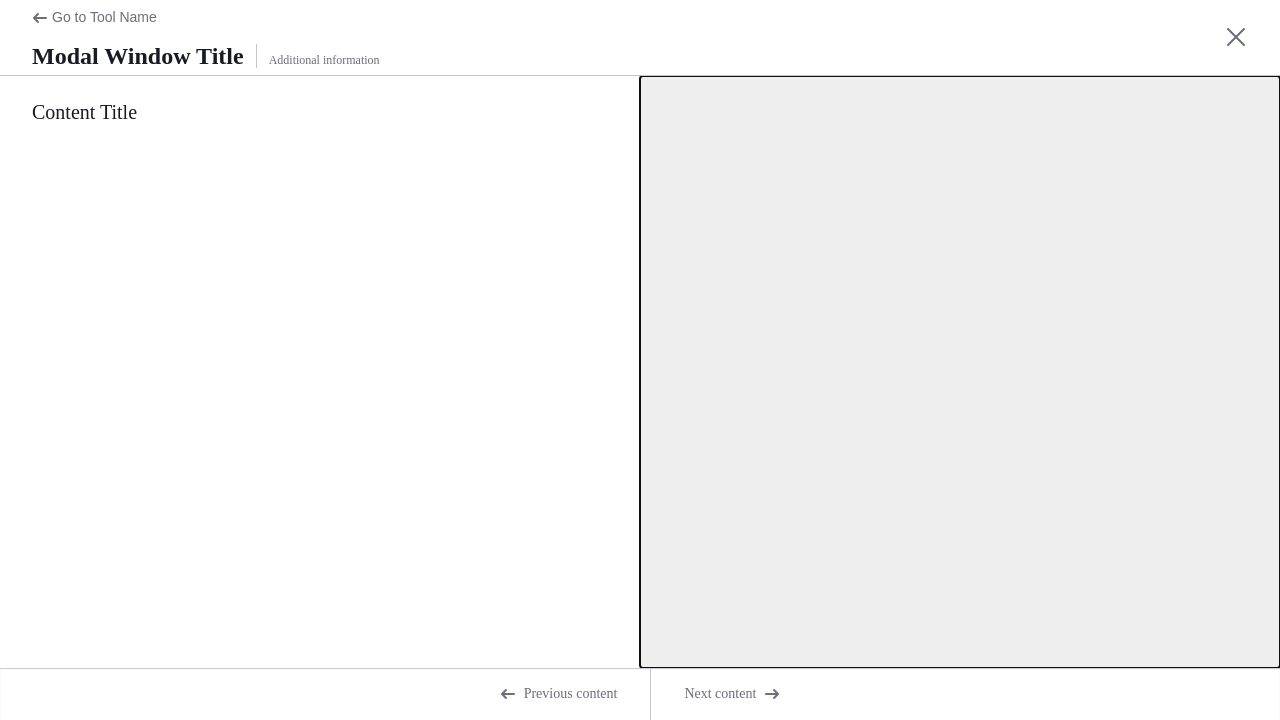 Go to Tool Name
Modal Window Title
Additional information
Content Title
Previous content
Next content